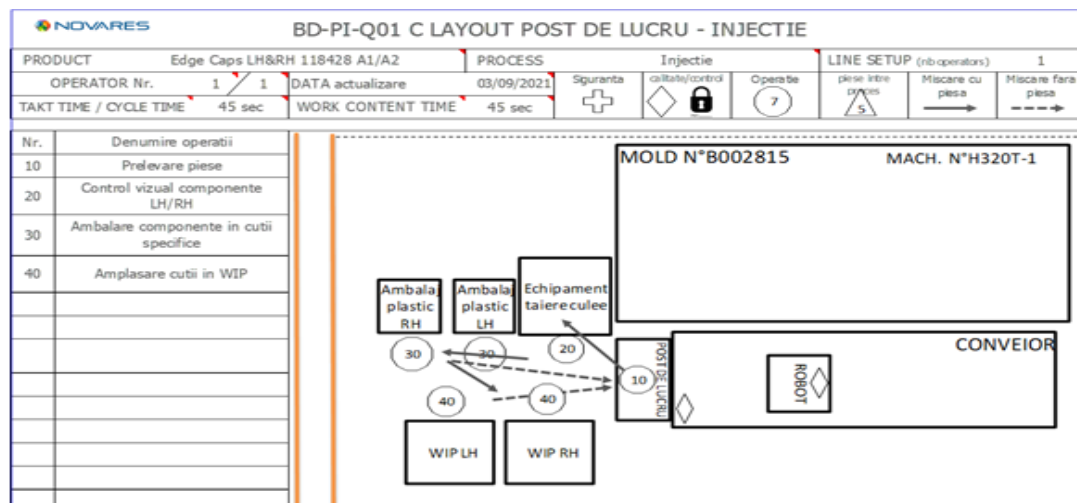 NOVARES
BD-PI-Q01 C LAYOUT POST DE LUCRU - INJECTIE
PRODUCT Edge Caps LH&RH 118428 A1/A2 PROCESS Injectie LINE SETUP (nb operators) 1
OPERATOR Nr. 1 / 1 DATA actualizare 03/09/2021 Siguranta calitate/control Operatie piese intre proces Miscare cu piesa Miscare fara piesa
7 5
TAKT TIME / CYCLE TIME 45 sec WORK CONTENT TIME 45 sec
Nr. Denumire operatii
10 Prelevare piese
20 Control vizual componente
LH/RH
30 Ambalare componente in cutii
specifice
40 Amplasare cutii in WIP
MOLD N°B002815 MACH. N°H320T-1
Ambalaj
plastic
RH
Ambalaj
plastic
LH
Echipament
taiere culee
30
30
20
10
40
40
POST DE LUCRU
CONVEIOR
ROBOT
WIP LH
WIP RH